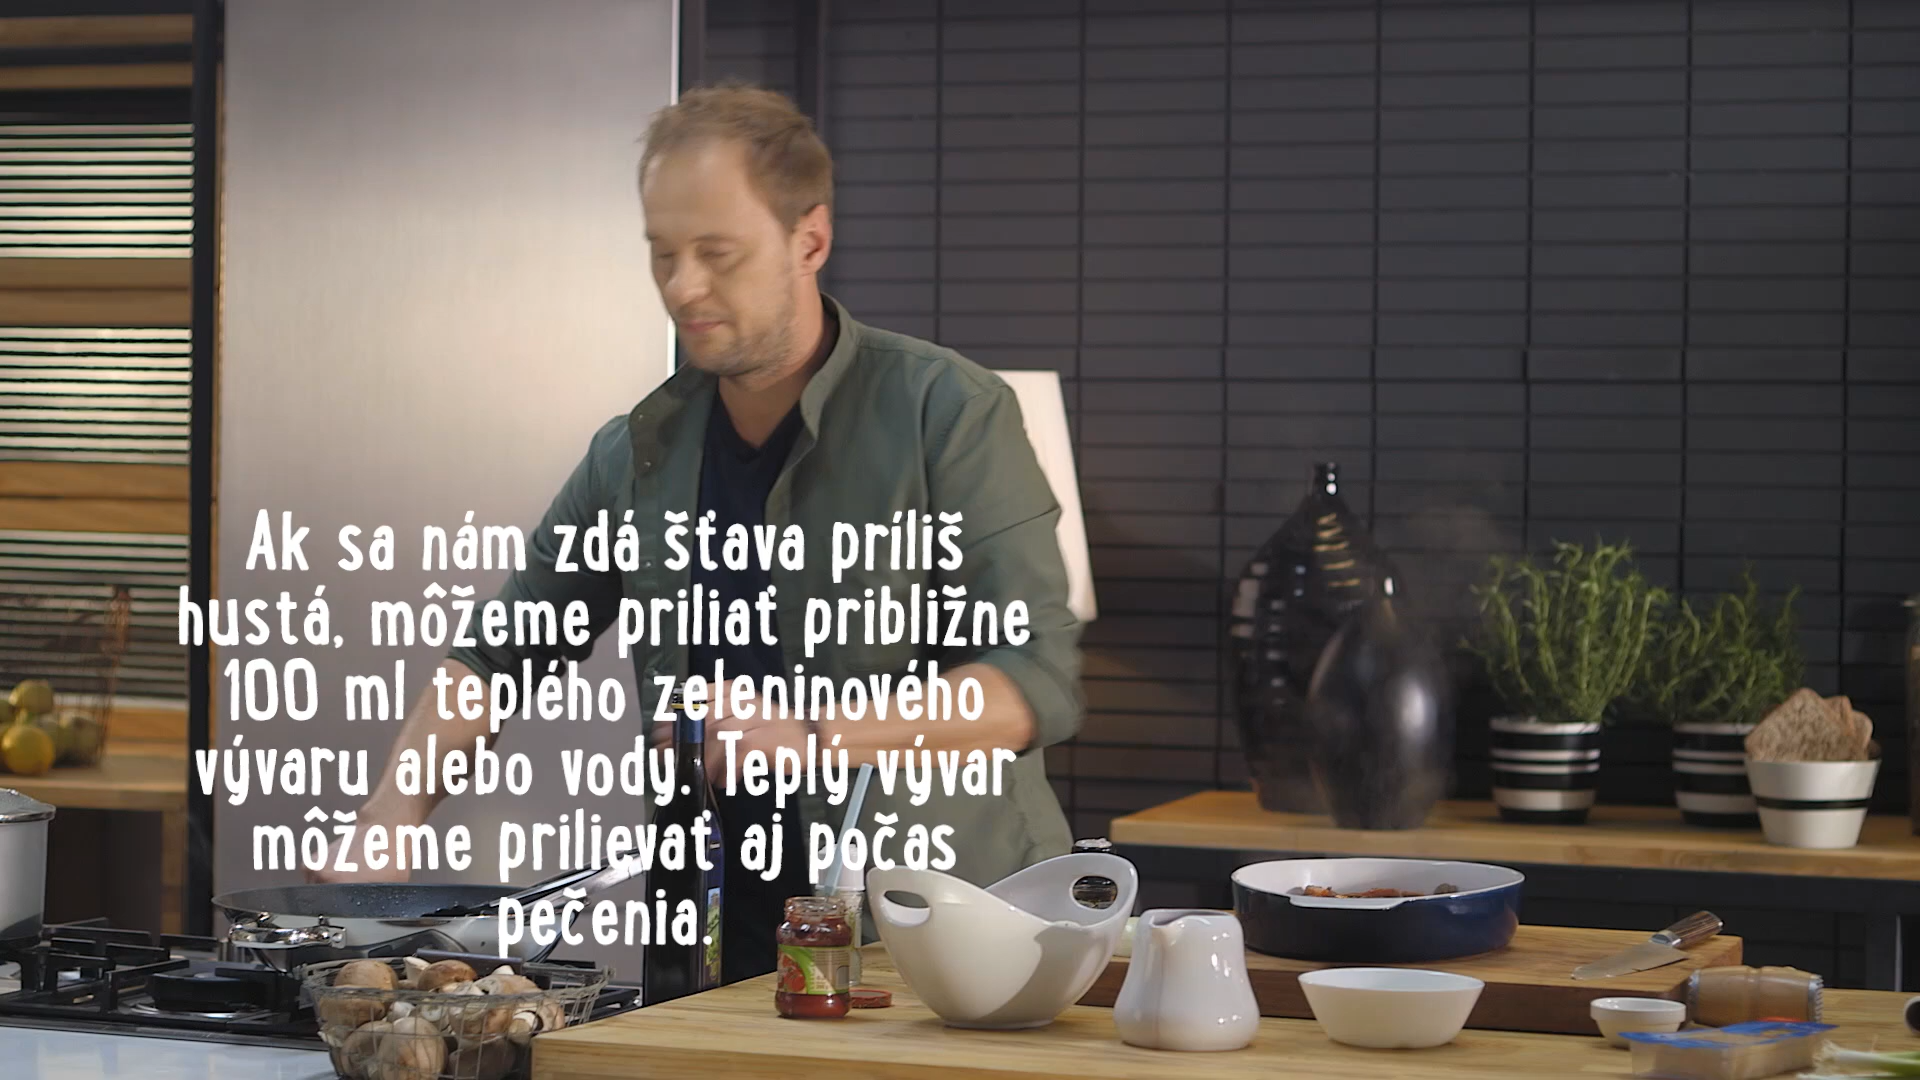 Ak sa nám zdá šťava príliš
hustá, môžeme priliať približne
100 ml teplého zeleninového
vývaru alebo vody. Teplý vývar
môžeme prilievať aj počas
pečenia.